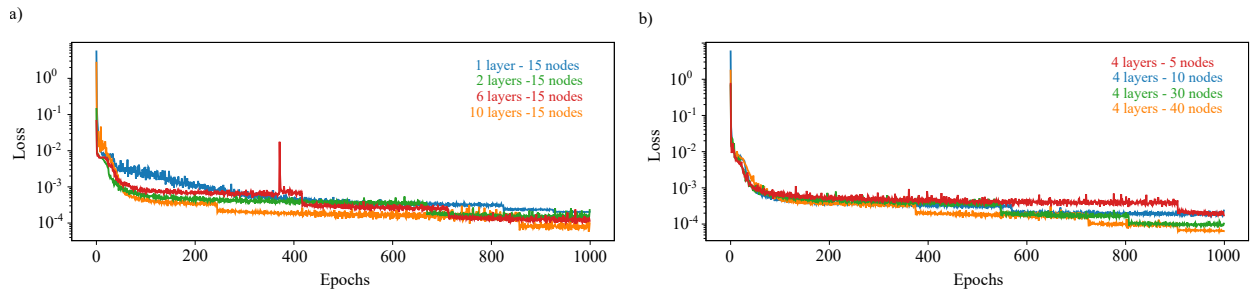 a)
Loss
10^0
10^-1
10^-2
10^-3
10^-4
1 layer - 15 nodes
2 layers -15 nodes
6 layers -15 nodes
10 layers -15 nodes
0 200 400 600 800 1000
Epochs
b)
Loss
10^0
10^-1
10^-2
10^-3
10^-4
4 layers - 5 nodes
4 layers - 10 nodes
4 layers - 30 nodes
4 layers - 40 nodes
0 200 400 600 800 1000
Epochs